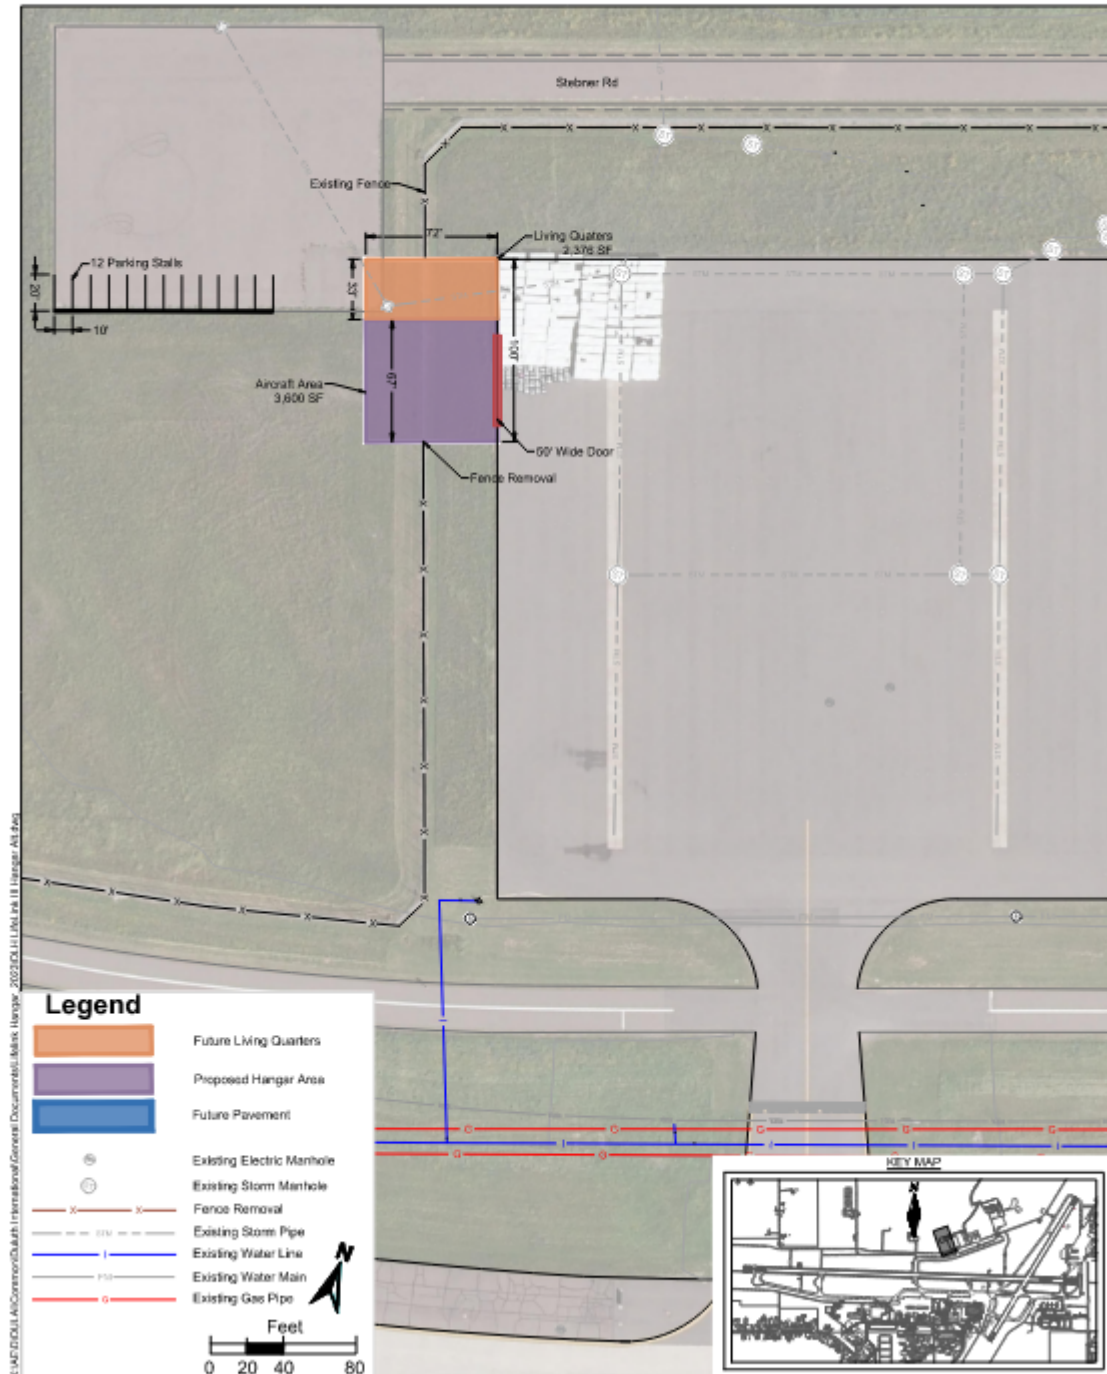 Stebner Rd
Existing Fence
72'
Living Quaters
2,376 SF
12 Parking Stalls
20'
33'
10'
100'
67'
Aircraft Area
3,600 SF
Wide Door
Fence Removal
Legend
Future Living Quarters
Proposed Hangar Area
Future Pavement
Existing Electric Manhole
Existing Storm Manhole
X X Fence Removal
STM Existing Storm Pipe
I Existing Water Line
Existing Water Main
G Existing Gas Pipe
N
Feet
0 20 40 80
KEY MAP
N